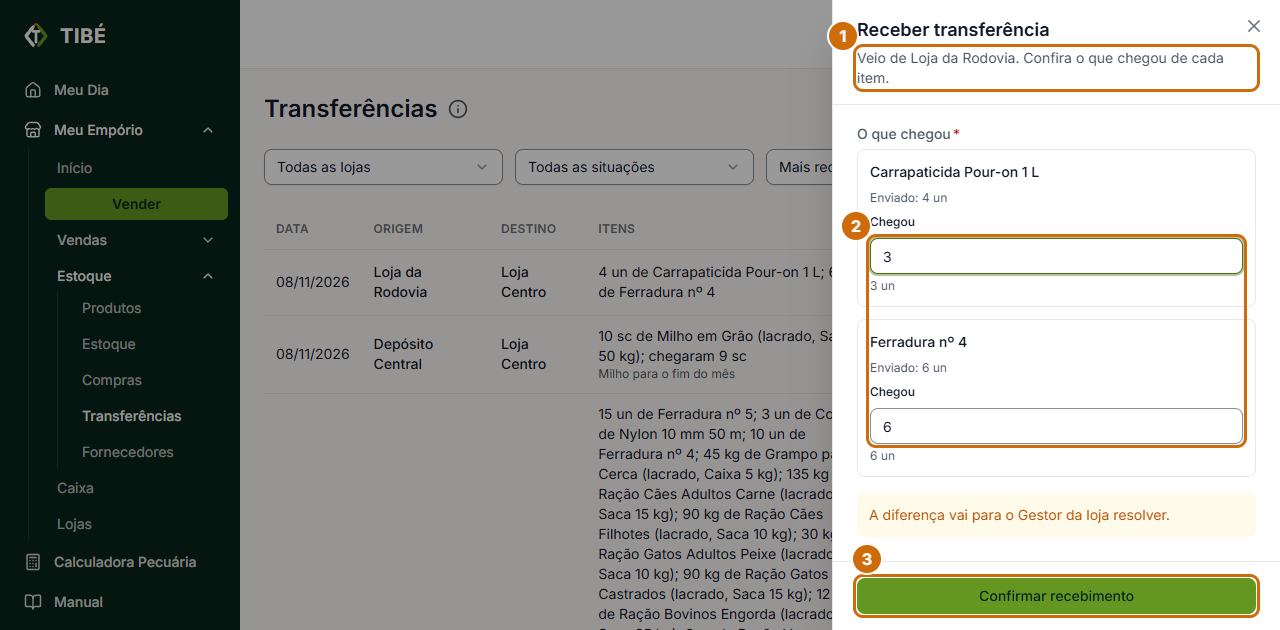 TIBÉ
Meu Dia
Meu Empório
Início
Vender
Vendas
Estoque
Produtos
Estoque
Compras
Transferências
Fornecedores
Caixa
Lojas
Calculadora Pecuária
Manual
Transferências
Todas as lojas
Todas as situações
Mais rec
DATA ORIGEM DESTINO ITENS
08/11/2026
Loja da
Rodovia
Loja
Centro
4 un de Carrapaticida Pour-on 1 L; 6
de Ferradura nº 4
08/11/2026
Depósito
Central
Loja
Centro
10 sc de Milho em Grão (lacrado, Sa
50 kg); chegaram 9 sc
Milho para o fim do mês
15 un de Ferradura nº 5; 3 un de Co
de Nylon 10 mm 50 m; 10 un de
Ferradura nº 4; 45 kg de Grampo pa
Cerca (lacrado, Caixa 5 kg); 135 kg
Ração Cães Adultos Carne (lacrado
Saca 15 kg); 90 kg de Ração Cães
Filhotes (lacrado, Saca 10 kg); 30 kg
Ração Gatos Adultos Peixe (lacrado
Saca 10 kg); 90 kg de Ração Gatos
Castrados (lacrado, Saca 15 kg); 12
de Ração Bovinos Engorda (lacrado
1
Receber transferência
Veio de Loja da Rodovia. Confira o que chegou de cada
item.
O que chegou *
Carrapaticida Pour-on 1 L
Enviado: 4 un
2
Chegou
3
3 un
Ferradura nº 4
Enviado: 6 un
Chegou
6
6 un
A diferença vai para o Gestor da loja resolver.
3
Confirmar recebimento